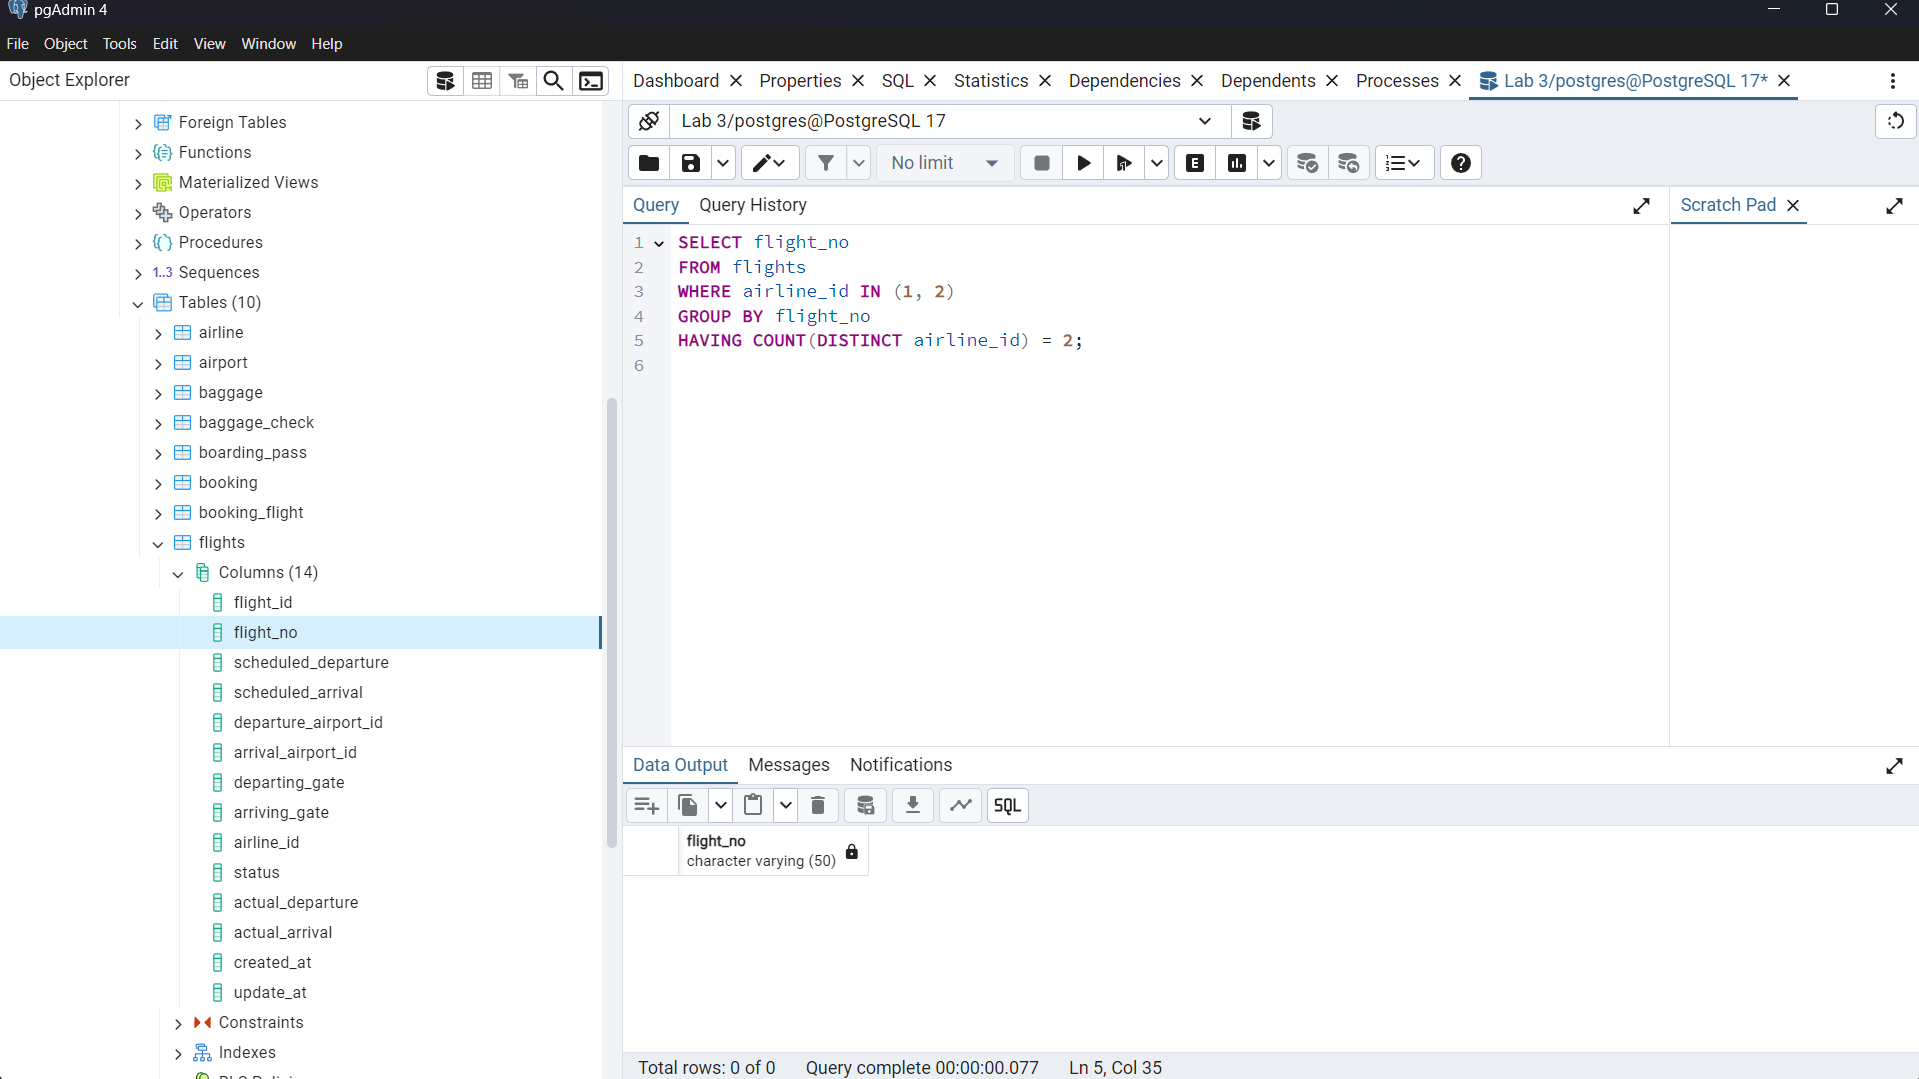 pgAdmin 4
File Object Tools Edit View Window Help
Object Explorer
Foreign Tables
Functions
Materialized Views
Operators
Procedures
1..3 Sequences
Tables (10)
airline
airport
baggage
baggage_check
boarding_pass
booking
booking_flight
flights
Columns (14)
flight_id
flight_no
scheduled_departure
scheduled_arrival
departure_airport_id
arrival_airport_id
departing_gate
arriving_gate
airline_id
status
actual_departure
actual_arrival
created_at
update_at
Constraints
Indexes
Dashboard Properties SQL Statistics Dependencies Dependents Processes Lab 3/postgres@PostgreSQL 17*
Lab 3/postgres@PostgreSQL 17
No limit E
Query Query History Scratch Pad
1 SELECT flight_no
2 FROM flights
3 WHERE airline_id IN (1, 2)
4 GROUP BY flight_no
5 HAVING COUNT(DISTINCT airline_id) = 2;
6
Data Output Messages Notifications
SQL
flight_no
character varying (50)
Total rows: 0 of 0 Query complete 00:00:00.077 Ln 5, Col 35